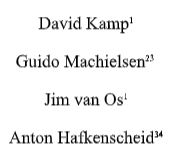 David Kamp¹
Guido Machielsen²³
Jim van Os¹
Anton Hafkenscheid³⁴